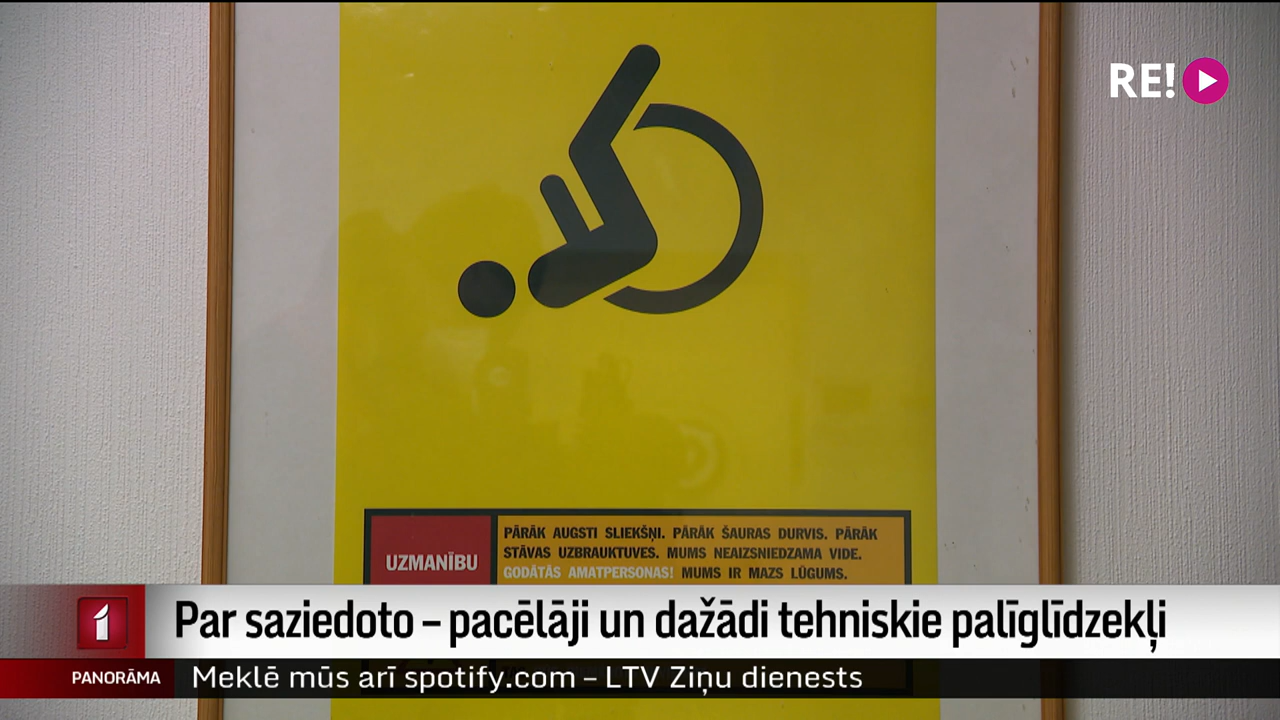 RE!
PĀRĀK AUGSTI SLIEKŠŅI. PĀRĀK ŠAURAS DURVIS. PĀRĀK
STĀVAS UZBRAUKTUVES. MUMS NEAIZSNIEDZAMA VIDE.
UZMANĪBU
GODĀTĀS AMATPERSONAS! MUMS IR MAZS LŪGUMS.
1
Par saziedoto – pacēlāji un dažādi tehniskie palīglīdzekļi
PANORĀMA
Meklē mūs arī spotify.com – LTV Ziņu dienests